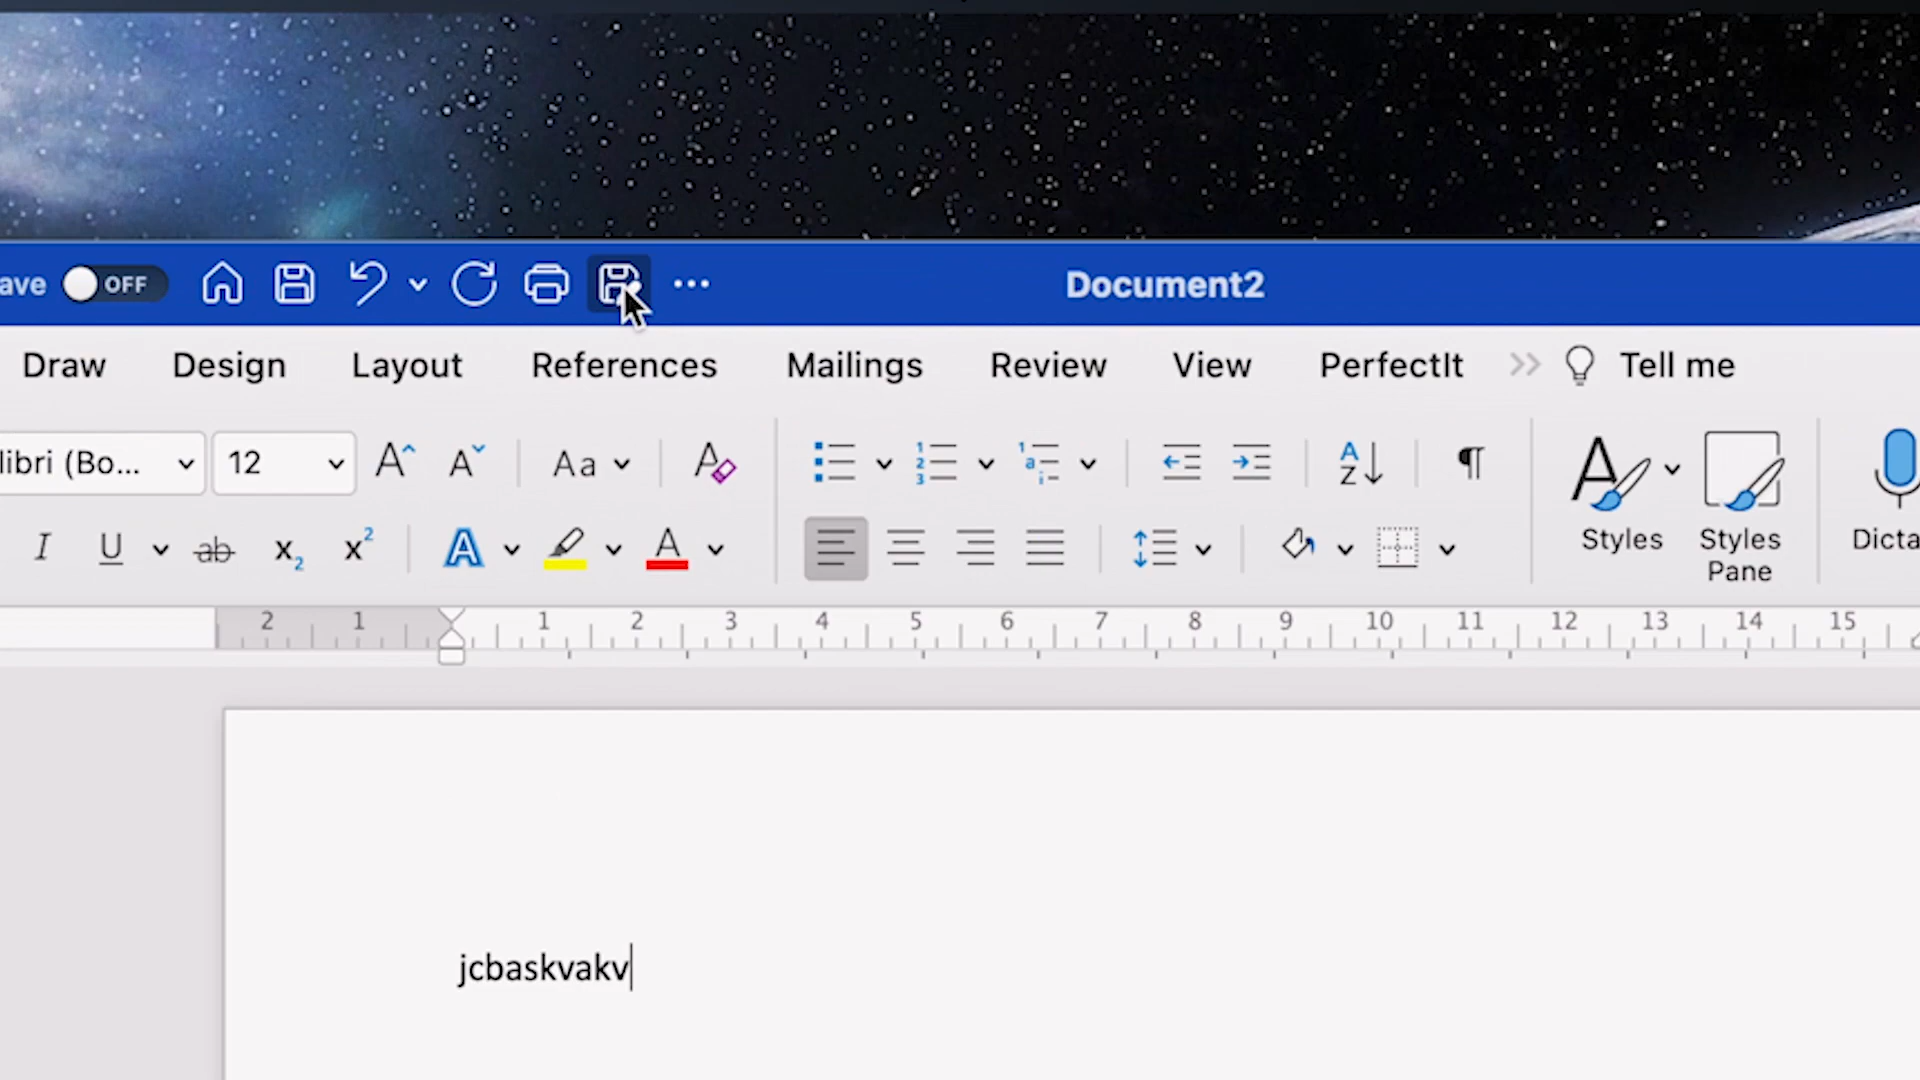 ave OFF Document2
Draw Design Layout References Mailings Review View PerfectIt Tell me
libri (Bo... 12 Aa
Styles Styles Pane Dicta
2 1 1 2 3 4 5 6 7 8 9 10 11 12 13 14 15
jcbaskvakv